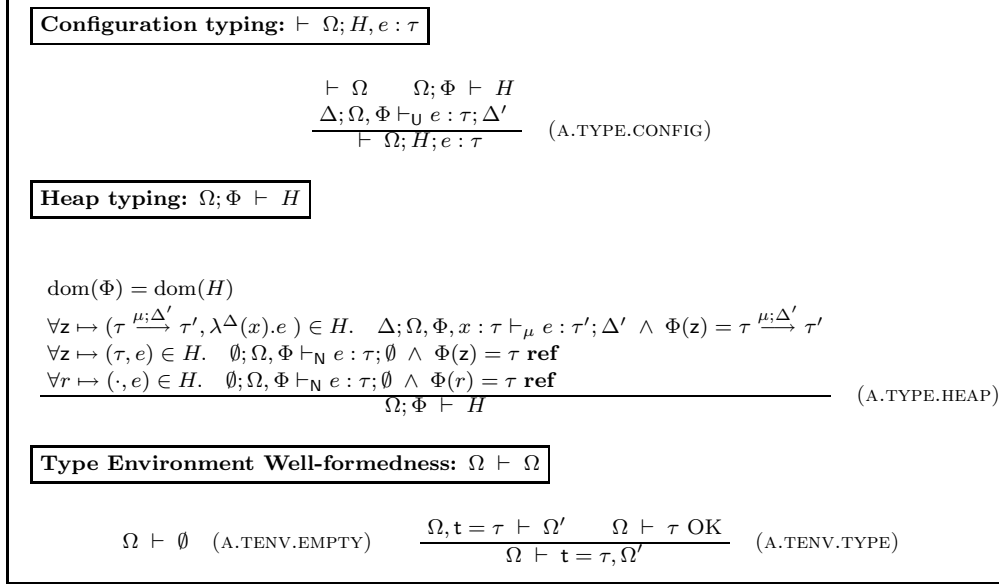 Configuration typing: ⊢ Ω; H, e : τ
⊢ Ω Ω; Φ ⊢ H
Δ; Ω, Φ ⊢U e : τ; Δ′
⊢ Ω; H; e : τ
(A.TYPE.CONFIG)
Heap typing: Ω; Φ ⊢ H
dom(Φ) = dom(H)
∀z ↦ (τ −μ;Δ′→ τ′, λ^Δ(x).e ) ∈ H. Δ; Ω, Φ, x : τ ⊢μ e : τ′; Δ′ ∧ Φ(z) = τ −μ;Δ′→ τ′
∀z ↦ (τ, e) ∈ H. ∅; Ω, Φ ⊢N e : τ; ∅ ∧ Φ(z) = τ ref
∀r ↦ (·, e) ∈ H. ∅; Ω, Φ ⊢N e : τ; ∅ ∧ Φ(r) = τ ref
Ω; Φ ⊢ H
(A.TYPE.HEAP)
Type Environment Well-formedness: Ω ⊢ Ω
Ω ⊢ ∅ (A.TENV.EMPTY)
Ω, t = τ ⊢ Ω′ Ω ⊢ τ OK
Ω ⊢ t = τ, Ω′
(A.TENV.TYPE)